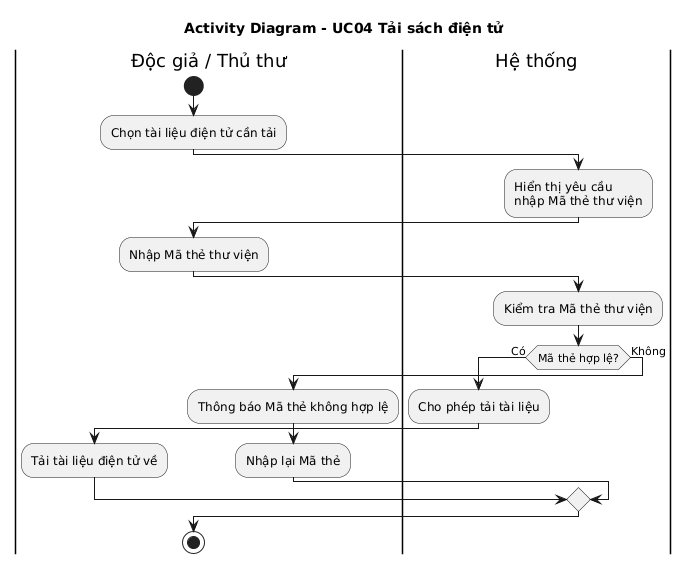 Activity Diagram - UC04 Tải sách điện tử
Độc giả / Thủ thư
Hệ thống
Chọn tài liệu điện tử cần tải
Hiển thị yêu cầu
nhập Mã thẻ thư viện
Nhập Mã thẻ thư viện
Kiểm tra Mã thẻ thư viện
Có
Mã thẻ hợp lệ?
Không
Thông báo Mã thẻ không hợp lệ
Cho phép tải tài liệu
Tải tài liệu điện tử về
Nhập lại Mã thẻ